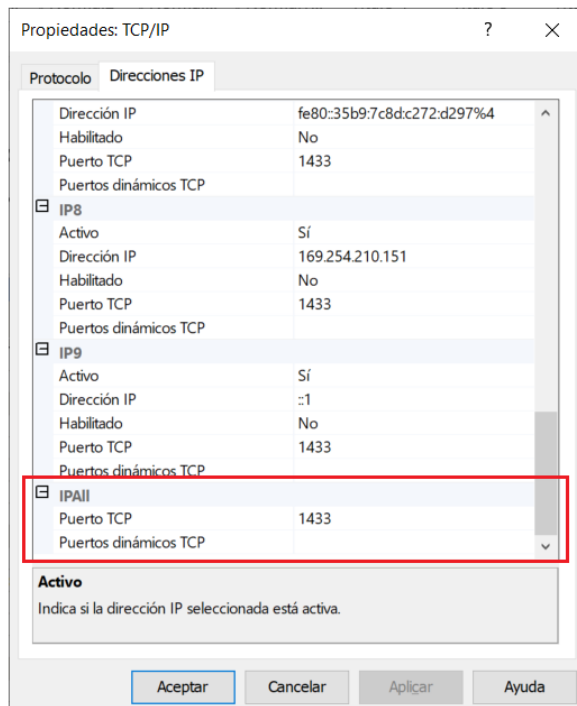 Propiedades: TCP/IP ? ×
Protocolo Direcciones IP
Dirección IP fe80::35b9:7c8d:c272:d297%4
Habilitado No
Puerto TCP 1433
Puertos dinámicos TCP
IP8
Activo Sí
Dirección IP 169.254.210.151
Habilitado No
Puerto TCP 1433
Puertos dinámicos TCP
IP9
Activo Sí
Dirección IP ::1
Habilitado No
Puerto TCP 1433
Puertos dinámicos TCP
IPAll
Puerto TCP 1433
Puertos dinámicos TCP
Activo
Indica si la dirección IP seleccionada está activa.
Aceptar Cancelar Aplicar Ayuda